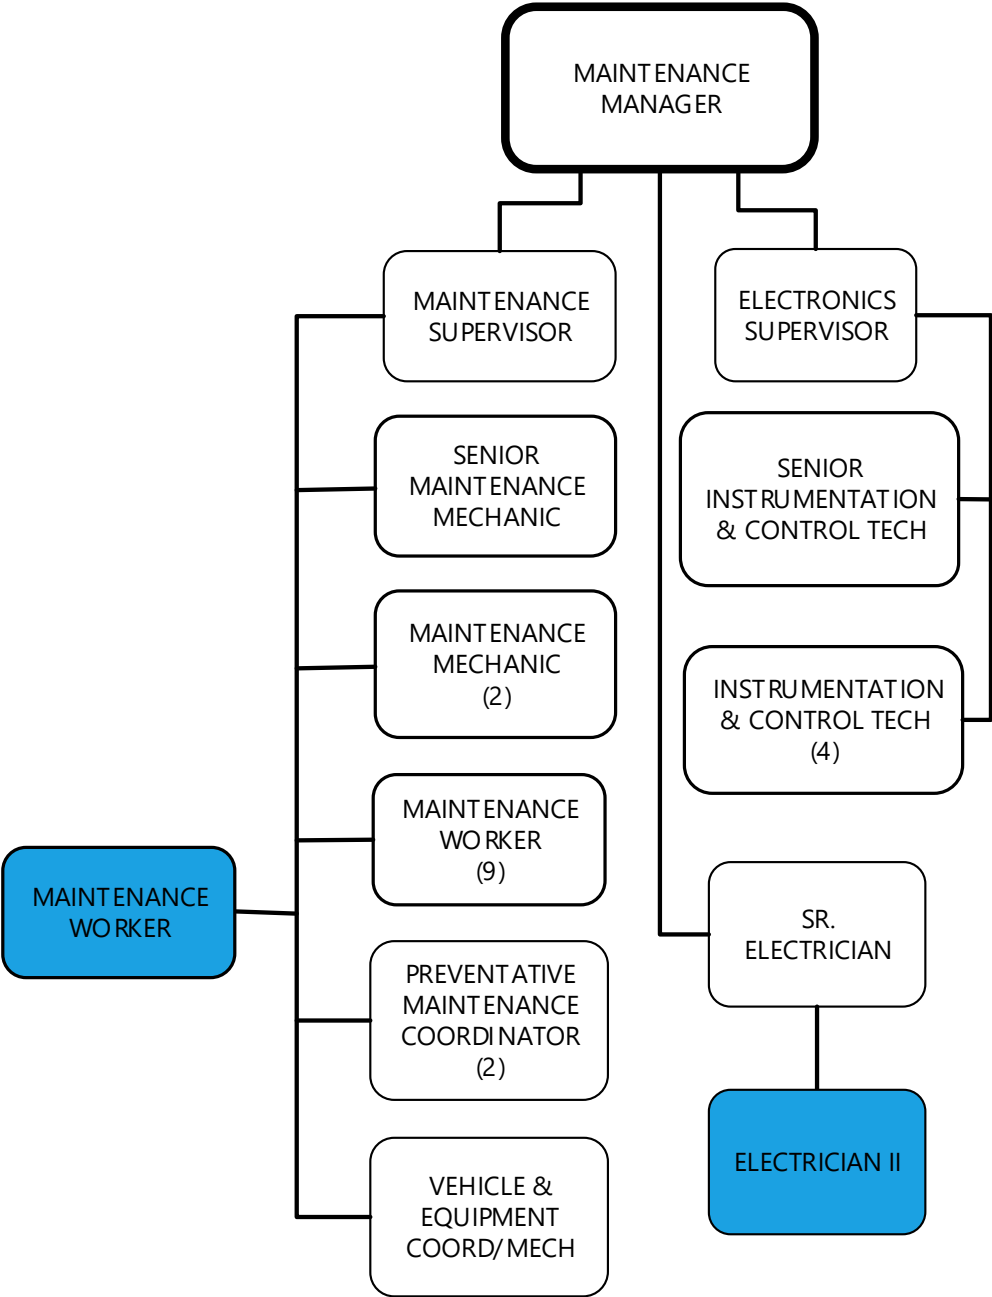 MAINTENANCE
MANAGER
MAINTENANCE
SUPERVISOR
ELECTRONICS
SUPERVISOR
SENIOR
MAINTENANCE
MECHANIC
SENIOR
INSTRUMENTATION
& CONTROL TECH
MAINTENANCE
MECHANIC
(2)
INSTRUMENTATION
& CONTROL TECH
(4)
MAINTENANCE
WORKER
(9)
MAINTENANCE
WORKER
SR.
ELECTRICIAN
PREVENTATIVE
MAINTENANCE
COORDINATOR
(2)
ELECTRICIAN II
VEHICLE &
EQUIPMENT
COORD/MECH